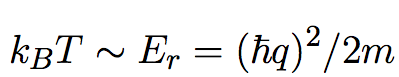 k_B T ∼ E_r = (ħq)²/2m